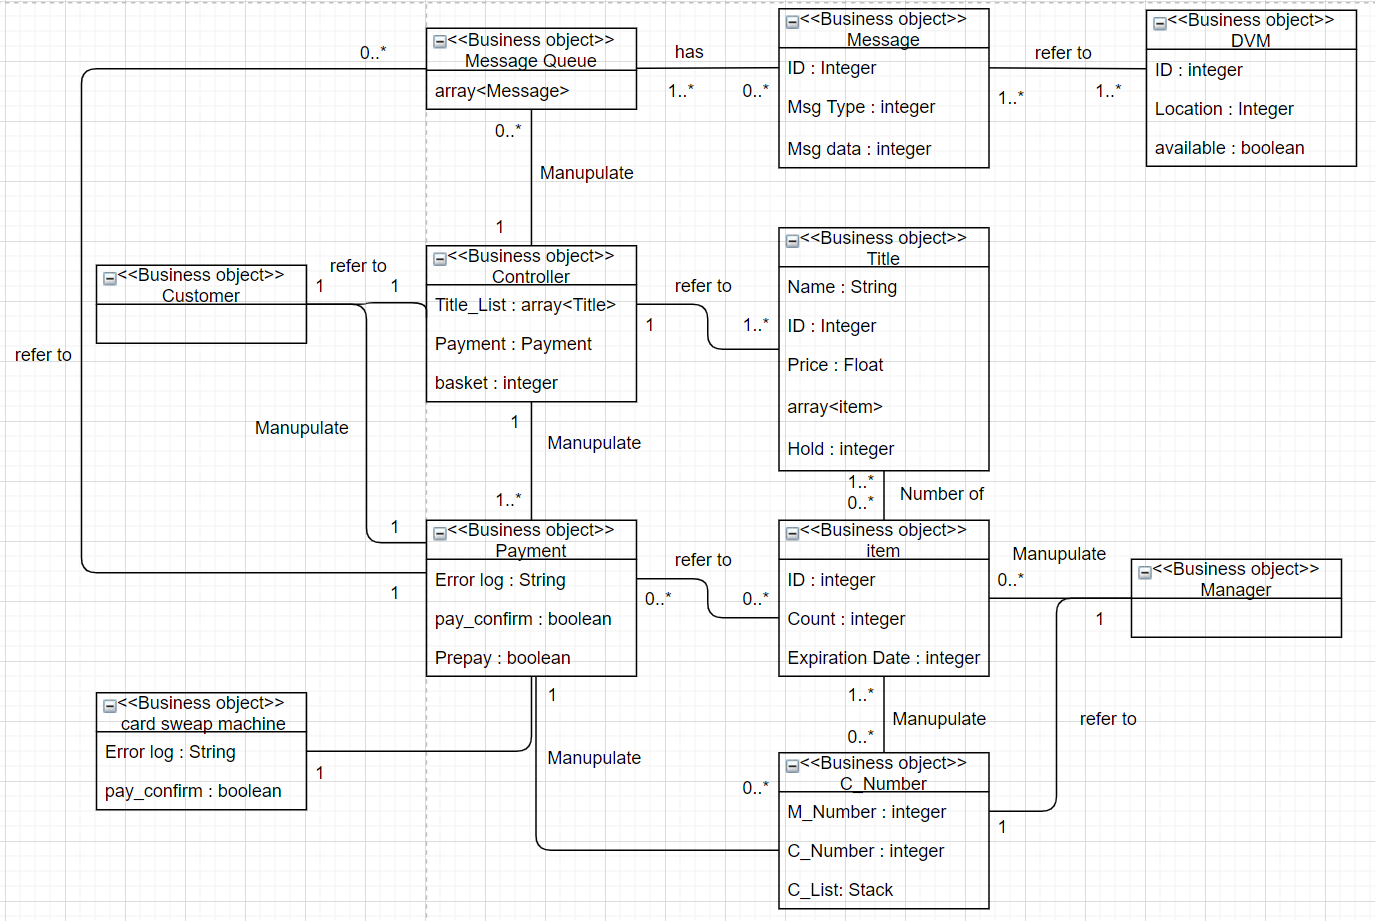 <<Business object>>
Message Queue
array<Message>
0..*
has
1..*
0..*
<<Business object>>
Message
ID : Integer
Msg Type : integer
Msg data : integer
refer to
1..*
1..*
<<Business object>>
DVM
ID : integer
Location : Integer
available : boolean
0..*
Manupulate
1
<<Business object>>
Customer
refer to
1
1
<<Business object>>
Controller
Title_List : array<Title>
Payment : Payment
basket : integer
refer to
1
1..*
<<Business object>>
Title
Name : String
ID : Integer
Price : Float
array<item>
Hold : integer
refer to
Manupulate
1
1
Manupulate
1..*
1..*
0..*
Number of
<<Business object>>
Payment
Error log : String
pay_confirm : boolean
Prepay : boolean
1
refer to
0..*
0..*
<<Business object>>
item
ID : integer
Count : integer
Expiration Date : integer
Manupulate
0..*
1
<<Business object>>
Manager
<<Business object>>
card sweap machine
Error log : String
pay_confirm : boolean
1
1
Manupulate
0..*
1..*
Manupulate
0..*
refer to
1
<<Business object>>
C_Number
M_Number : integer
C_Number : integer
C_List: Stack